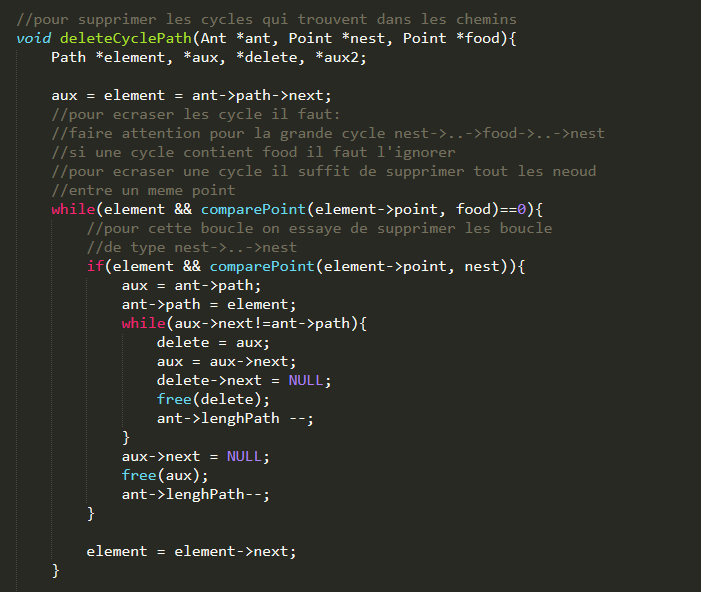 //pour supprimer les cycles qui trouvent dans les chemins
void deleteCyclePath(Ant *ant, Point *nest, Point *food){
Path *element, *aux, *delete, *aux2;
aux = element = ant->path->next;
//pour ecraser les cycle il faut:
//faire attention pour la grande cycle nest->..->food->..->nest
//si une cycle contient food il faut l'ignorer
//pour ecraser une cycle il suffit de supprimer tout les neoud
//entre un meme point
while(element && comparePoint(element->point, food)==0){
//pour cette boucle on essaye de supprimer les boucle
//de type nest->..->nest
if(element && comparePoint(element->point, nest)){
aux = ant->path;
ant->path = element;
while(aux->next!=ant->path){
delete = aux;
aux = aux->next;
delete->next = NULL;
free(delete);
ant->lenghPath --;
}
aux->next = NULL;
free(aux);
ant->lenghPath--;
}
element = element->next;
}